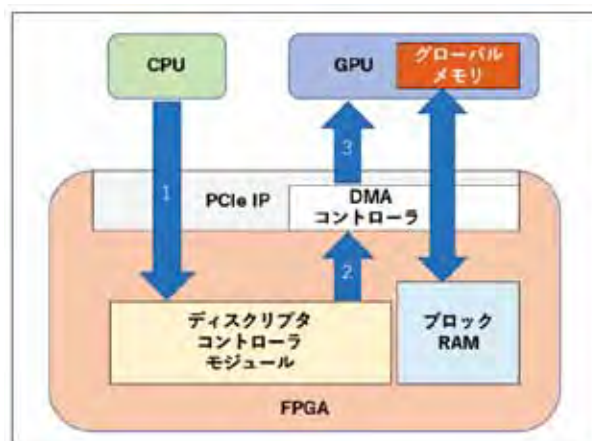 CPU
GPU
グローバル
メモリ
1
3
PCIe IP
DMA
コントローラ
2
ディスクリプタ
コントローラ
モジュール
ブロック
RAM
FPGA